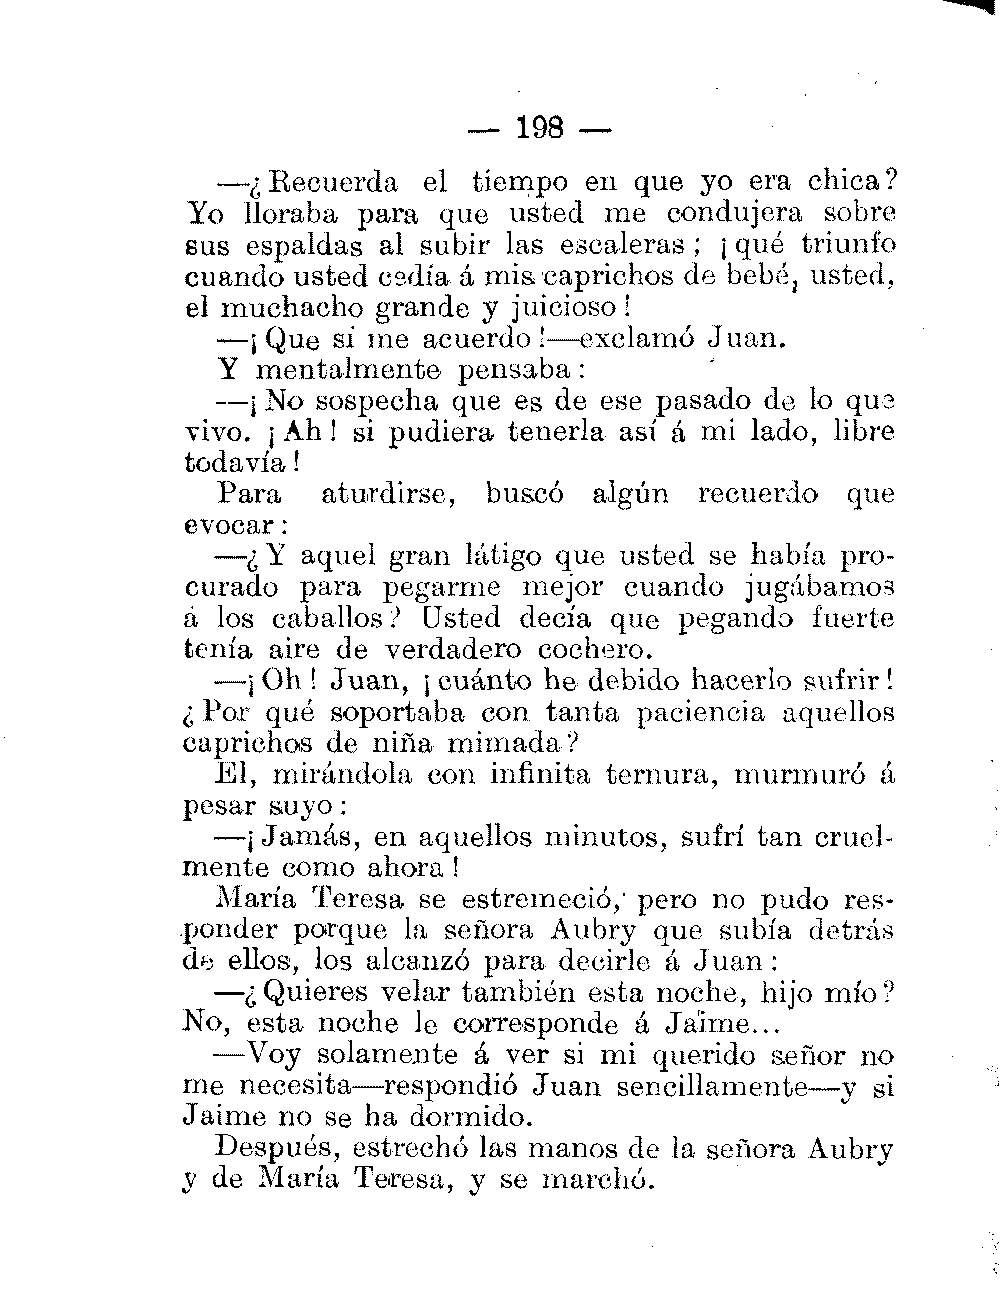 — 198 —
—¿Recuerda el tiempo en que yo era chica?
Yo lloraba para que usted me condujera sobre
sus espaldas al subir las escaleras; ¡qué triunfo
cuando usted cedía á mis caprichos de bebé, usted,
el muchacho grande y juicioso!
—¡Que si me acuerdo!—exclamó Juan.
Y mentalmente pensaba:
—¡No sospecha que es de ese pasado de lo que
vivo. ¡Ah! si pudiera tenerla así á mi lado, libre
todavía!
Para aturdirse, buscó algún recuerdo que
evocar:
—¿Y aquel gran látigo que usted se había pro-
curado para pegarme mejor cuando jugábamos
á los caballos? Usted decía que pegando fuerte
tenía aire de verdadero cochero.
—¡Oh! Juan, ¡cuánto he debido hacerlo sufrir!
¿Por qué soportaba con tanta paciencia aquellos
caprichos de niña mimada?
El, mirándola con infinita ternura, murmuró á
pesar suyo:
—¡Jamás, en aquellos minutos, sufrí tan cruel-
mente como ahora!
María Teresa se estremeció, pero no pudo res-
ponder porque la señora Aubry que subía detrás
de ellos, los alcanzó para decirle á Juan:
—¿Quieres velar también esta noche, hijo mío?
No, esta noche le corresponde á Jaime...
—Voy solamente á ver si mi querido señor no
me necesita—respondió Juan sencillamente—y si
Jaime no se ha dormido.
Después, estrechó las manos de la señora Aubry
y de María Teresa, y se marchó.